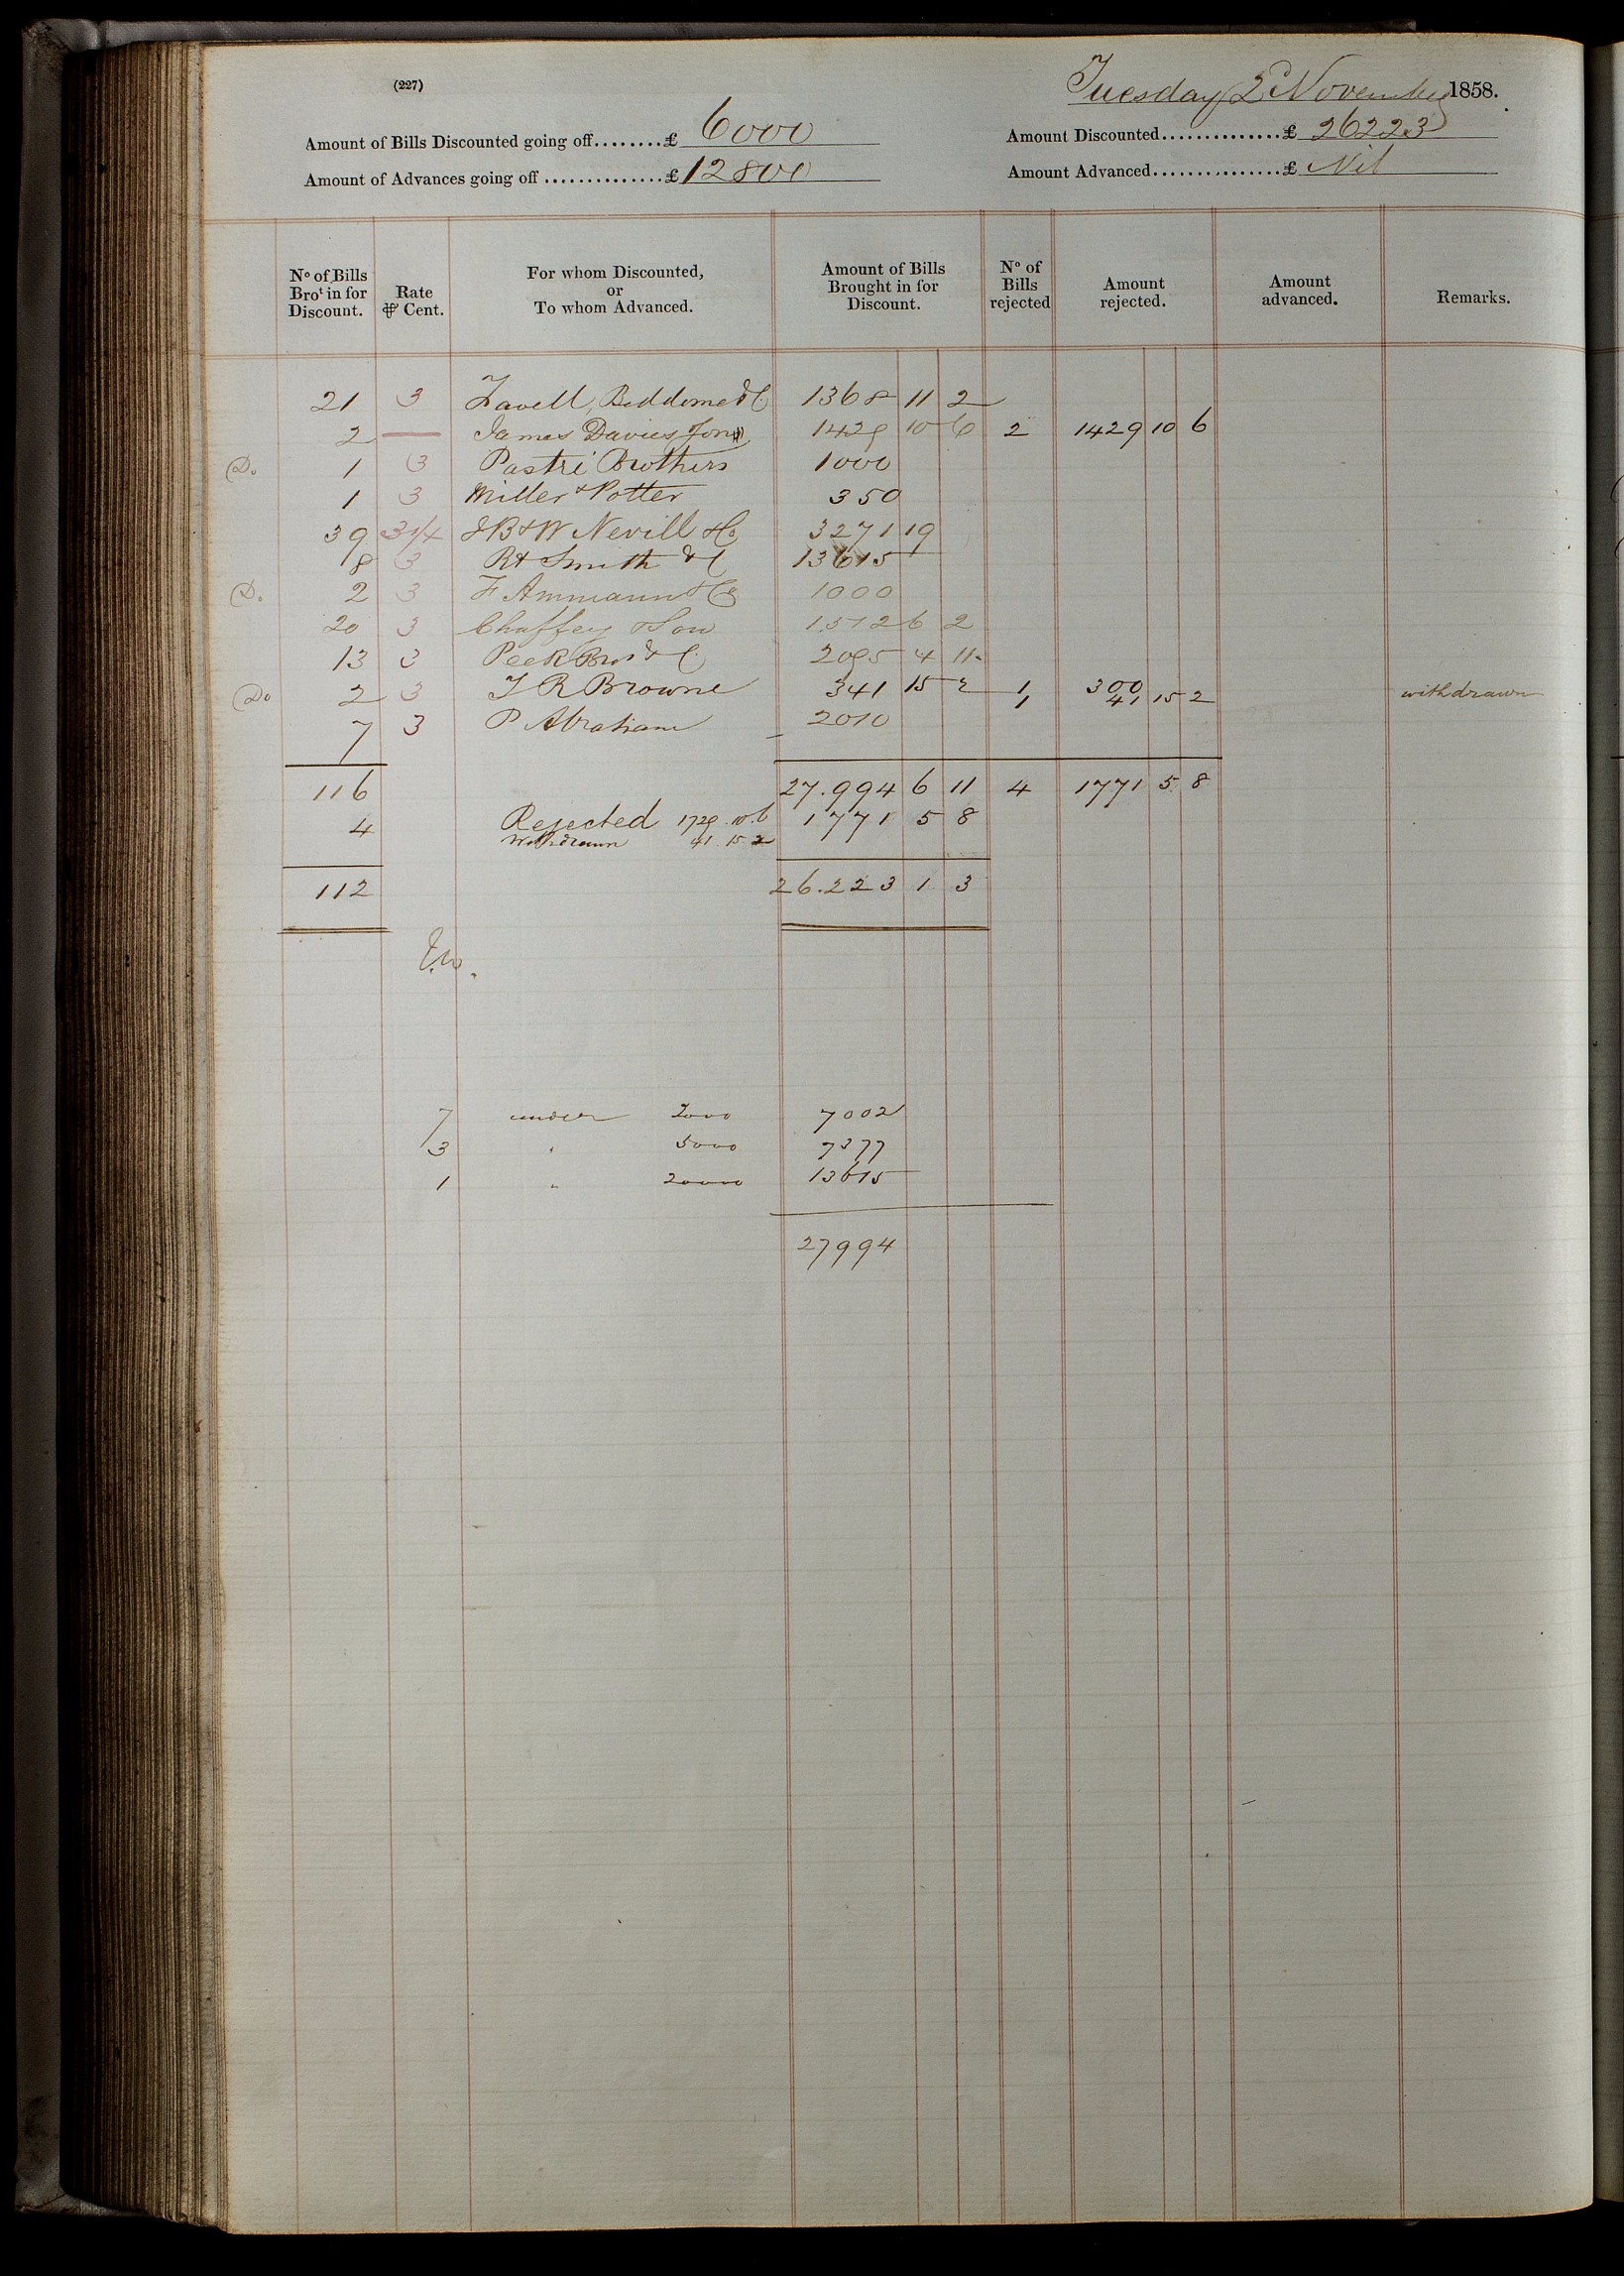 (227)
Tuesday 2 November 1858.
Amount of Bills Discounted going off........£ 6000
Amount Discounted...............£ 26223
Amount of Advances going off ..............£ 12800
Amount Advanced...............£ Nil
No of Bills Brot in for Discount.
Rate ⅌ Cent.
For whom Discounted, or To whom Advanced.
Amount of Bills Brought in for Discount.
No of Bills rejected
Amount rejected.
Amount advanced.
Remarks.
21 3 Zavell, Beddome & C 1368 11 2
2 — James Davies Jones 1429 10 6 2 1429 10 6
Do 1 3 Pastri Brothers 1000
1 3 Miller & Potter 350
39 3 1/4 J B & W Nevill & Co 3271 19
8 3 Rt Smith & C 13615
D. 2 3 F Ammann & Co 1000
20 3 Chaffey & Son 1512 6 2
13 3 Peek Bros & C. 2095 4 11
Do 2 3 T R Browne 341 15 2 1 300
1 41 15 2 withdrawn
7 3 P Abraham 2010
116 27.994 6 11 4 1771 5 8
4 Rejected 1729.10.6 1771 5 8
Withdrawn 41.15.2
112 26.223 1 3
7 under 2000 7002
3 " 5000 7377
1 " 20000 13615
27994